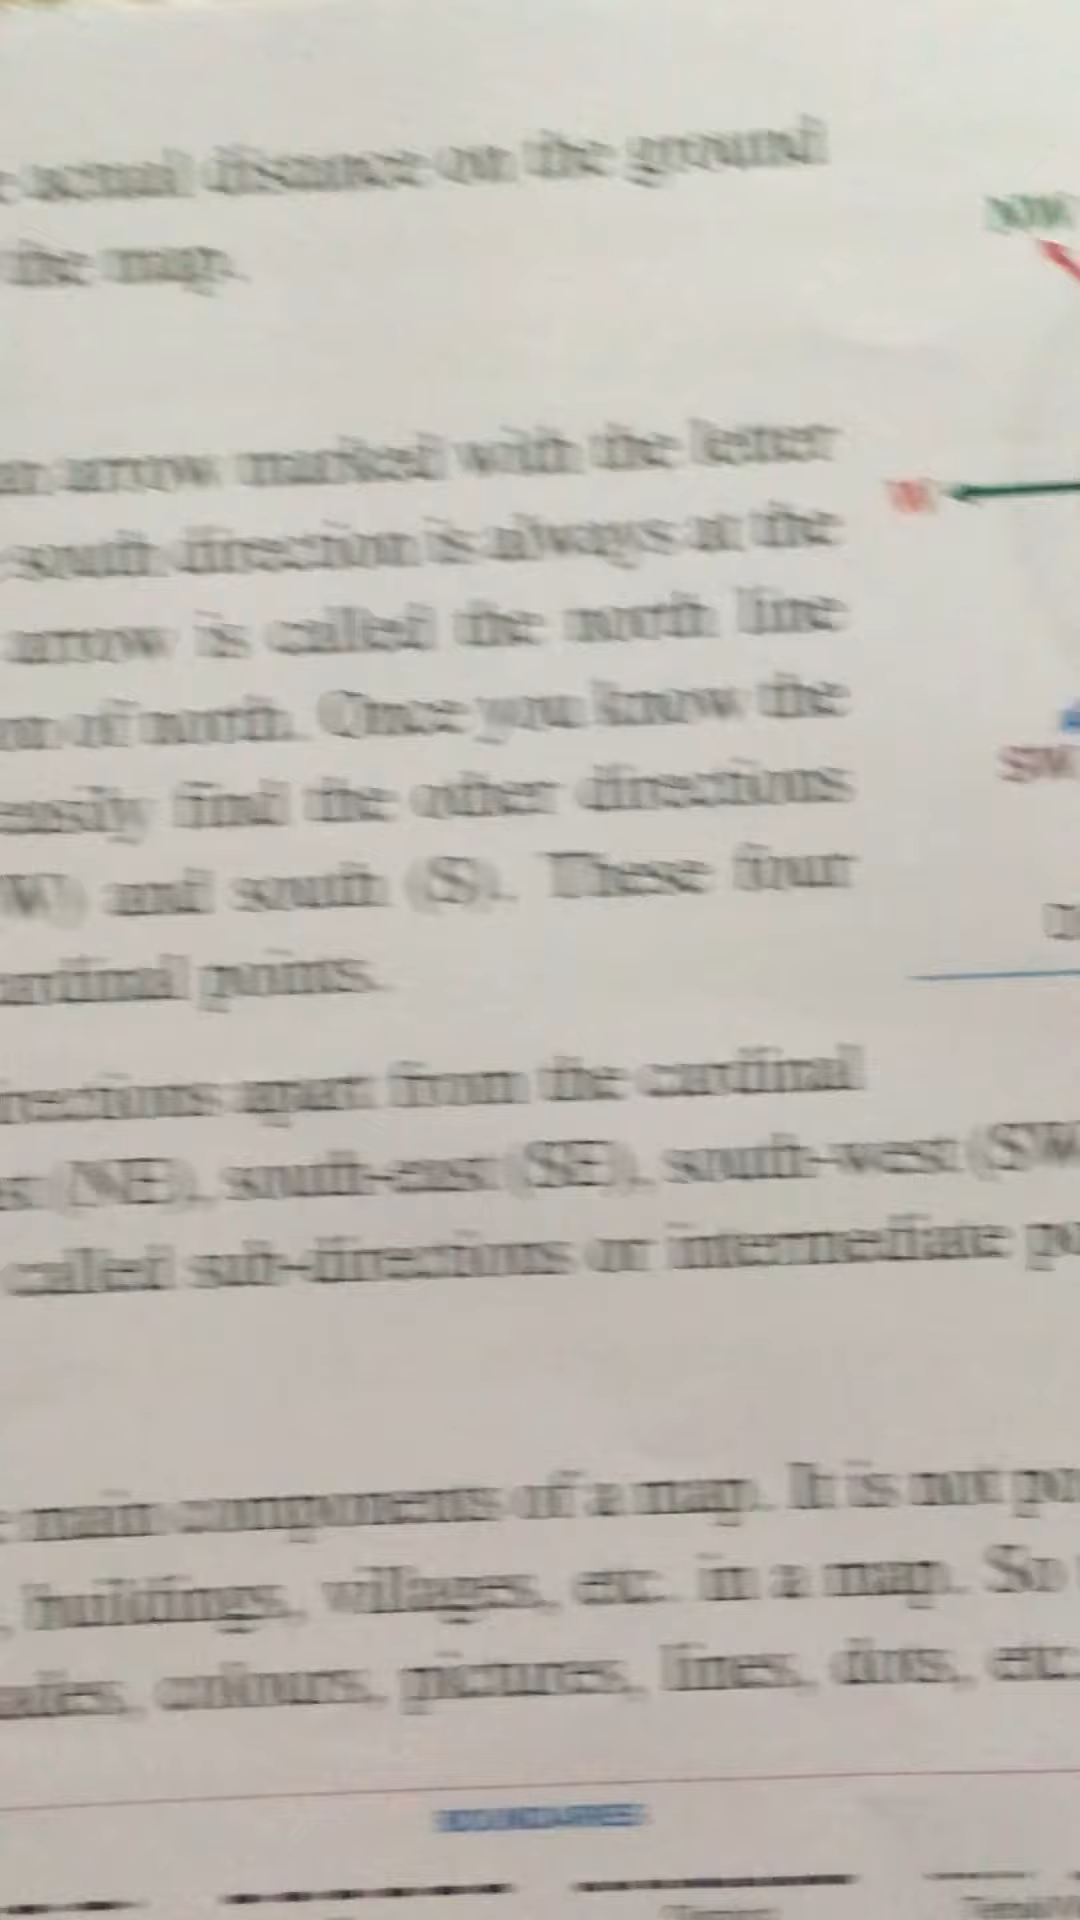 actual distance on the ground
the map.
NW
arrow marked with the letter
W
south direction is always at the
arrow is called the north line
of north. Once you know the
SW
easily find the other directions
W) and south (S). These four
cardinal points.
directions apart from the cardinal
(NE), south-east (SE), south-west (SW
called sub-directions or intermediate
main components of a map. It is not
, buildings, villages, etc. in a map. So
colours, pictures, lines, dots, etc.
BOUNDARIES